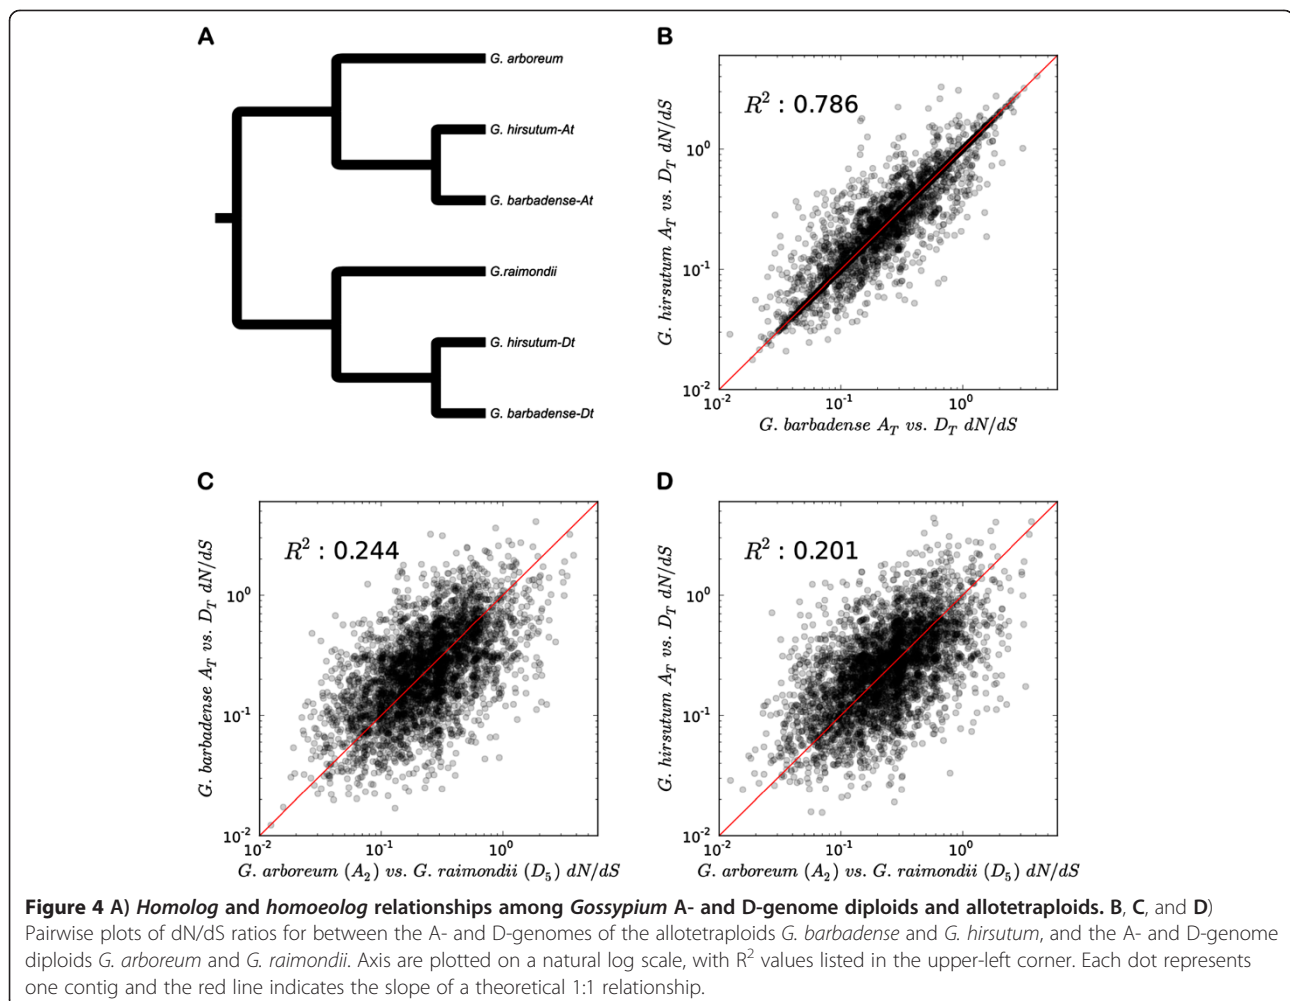 A
G. arboreum
G. hirsutum-At
G. barbadense-At
G.raimondii
G. hirsutum-Dt
G. barbadense-Dt
B
R² : 0.786
G. hirsutum A_T vs. D_T dN/dS
10⁰
10⁻¹
10⁻²
10⁻² 10⁻¹ 10⁰
G. barbadense A_T vs. D_T dN/dS
C
R² : 0.244
G. barbadense A_T vs. D_T dN/dS
10⁰
10⁻¹
10⁻²
10⁻² 10⁻¹ 10⁰
G. arboreum (A₂) vs. G. raimondii (D₅) dN/dS
D
R² : 0.201
G. hirsutum A_T vs. D_T dN/dS
10⁰
10⁻¹
10⁻²
10⁻² 10⁻¹ 10⁰
G. arboreum (A₂) vs. G. raimondii (D₅) dN/dS
Figure 4 A) Homolog and homoeolog relationships among Gossypium A- and D-genome diploids and allotetraploids. B, C, and D)
Pairwise plots of dN/dS ratios for between the A- and D-genomes of the allotetraploids G. barbadense and G. hirsutum, and the A- and D-genome
diploids G. arboreum and G. raimondii. Axis are plotted on a natural log scale, with R² values listed in the upper-left corner. Each dot represents
one contig and the red line indicates the slope of a theoretical 1:1 relationship.